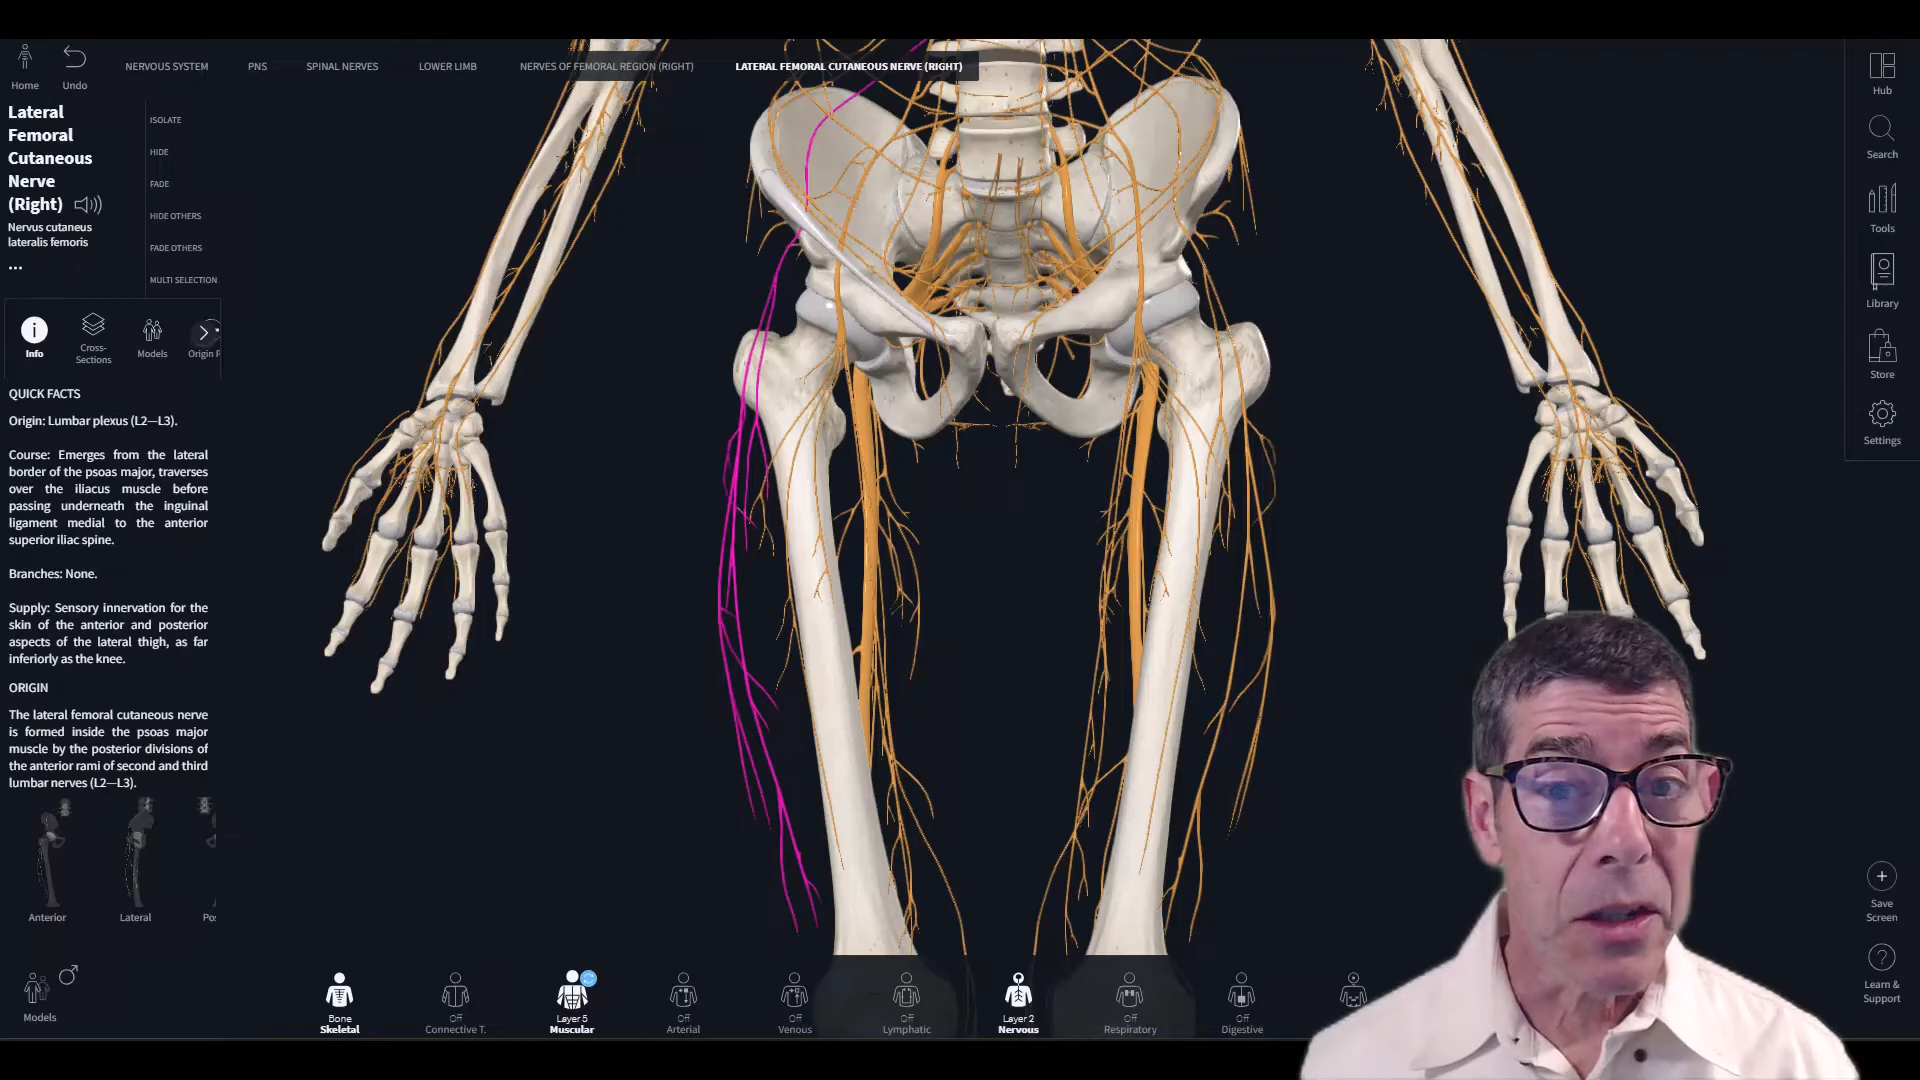 Home
Undo
NERVOUS SYSTEM
PNS
SPINAL NERVES
LOWER LIMB
NERVES OF FEMORAL REGION (RIGHT)
LATERAL FEMORAL CUTANEOUS NERVE (RIGHT)
Lateral
Femoral
Cutaneous
Nerve
(Right)
Nervus cutaneus
lateralis femoris
...
ISOLATE
HIDE
FADE
HIDE OTHERS
FADE OTHERS
MULTI SELECTION
Info
Cross-
Sections
Models
Origin
QUICK FACTS
Origin: Lumbar plexus (L2—L3).
Course: Emerges from the lateral
border of the psoas major, traverses
over the iliacus muscle before
passing underneath the inguinal
ligament medial to the anterior
superior iliac spine.
Branches: None.
Supply: Sensory innervation for the
skin of the anterior and posterior
aspects of the lateral thigh, as far
inferiorly as the knee.
ORIGIN
The lateral femoral cutaneous nerve
is formed inside the psoas major
muscle by the posterior divisions of
the anterior rami of second and third
lumbar nerves (L2—L3).
Anterior
Lateral
Models
Bone
Skeletal
Off
Connective T.
Layer 5
Muscular
Off
Arterial
Off
Venous
Off
Lymphatic
Layer 2
Nervous
Off
Respiratory
Off
Digestive
Hub
Search
Tools
Library
Store
Settings
Save
Screen
Learn &
Support